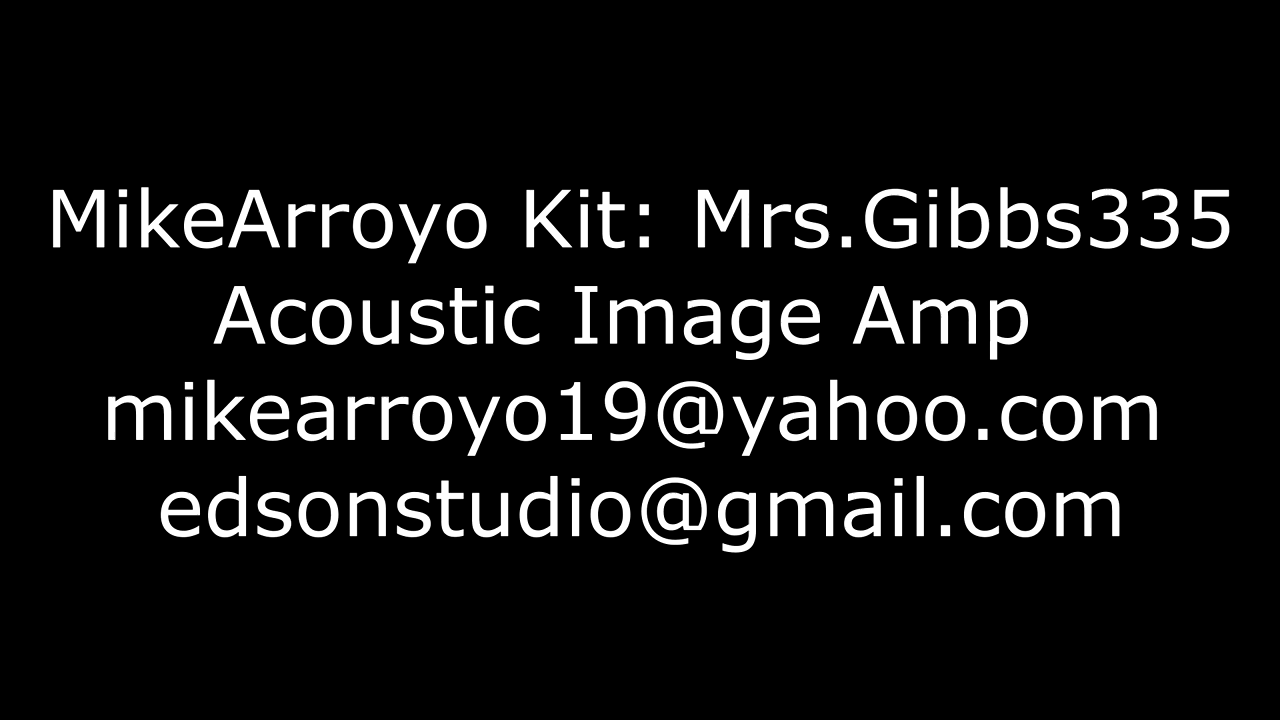 MikeArroyo Kit: Mrs.Gibbs335
Acoustic Image Amp
mikearroyo19@yahoo.com
edsonstudio@gmail.com